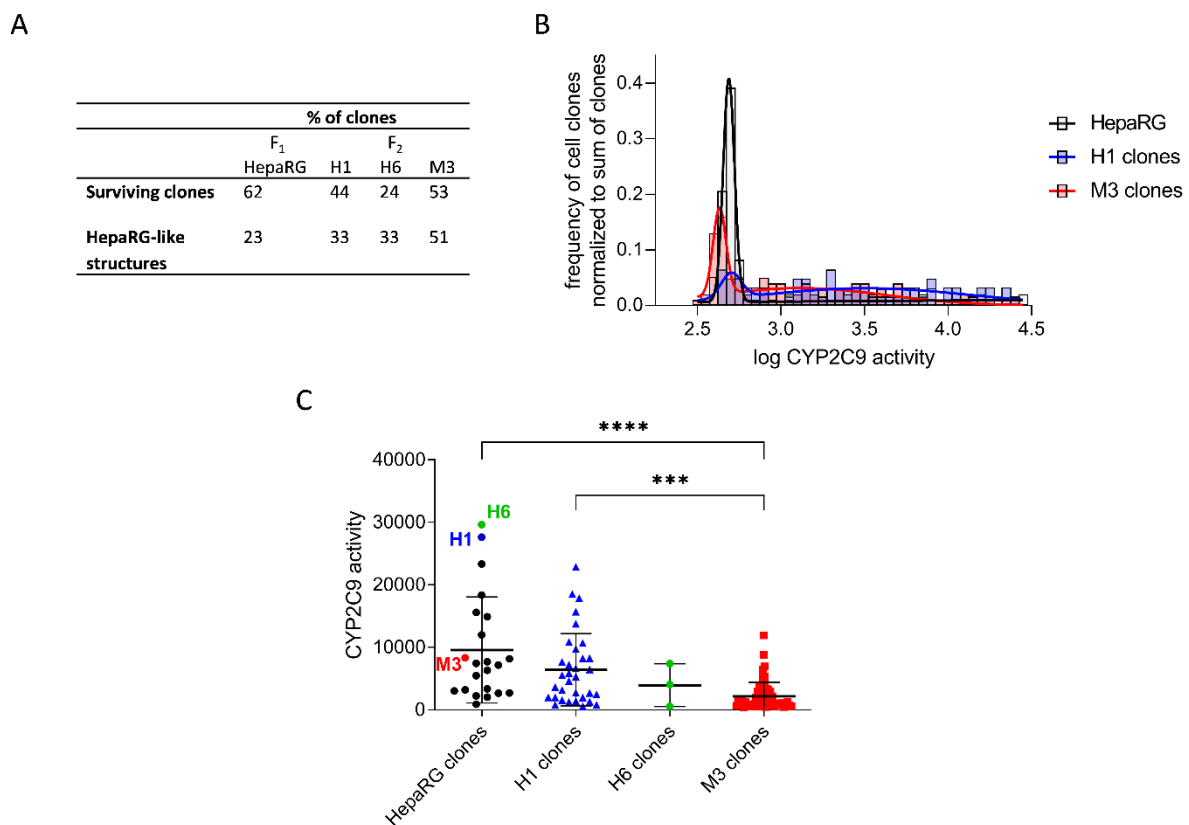 A
% of clones
F1 F2
HepaRG H1 H6 M3
Surviving clones 62 44 24 53
HepaRG-like 23 33 33 51
structures
B
frequency of cell clones
normalized to sum of clones
0.4
0.3
0.2
0.1
0.0
2.5 3.0 3.5 4.0 4.5
log CYP2C9 activity
HepaRG
H1 clones
M3 clones
C
****
***
CYP2C9 activity
40000
30000
20000
10000
0
H6
H1
M3
HepaRG clones
H1 clones
H6 clones
M3 clones